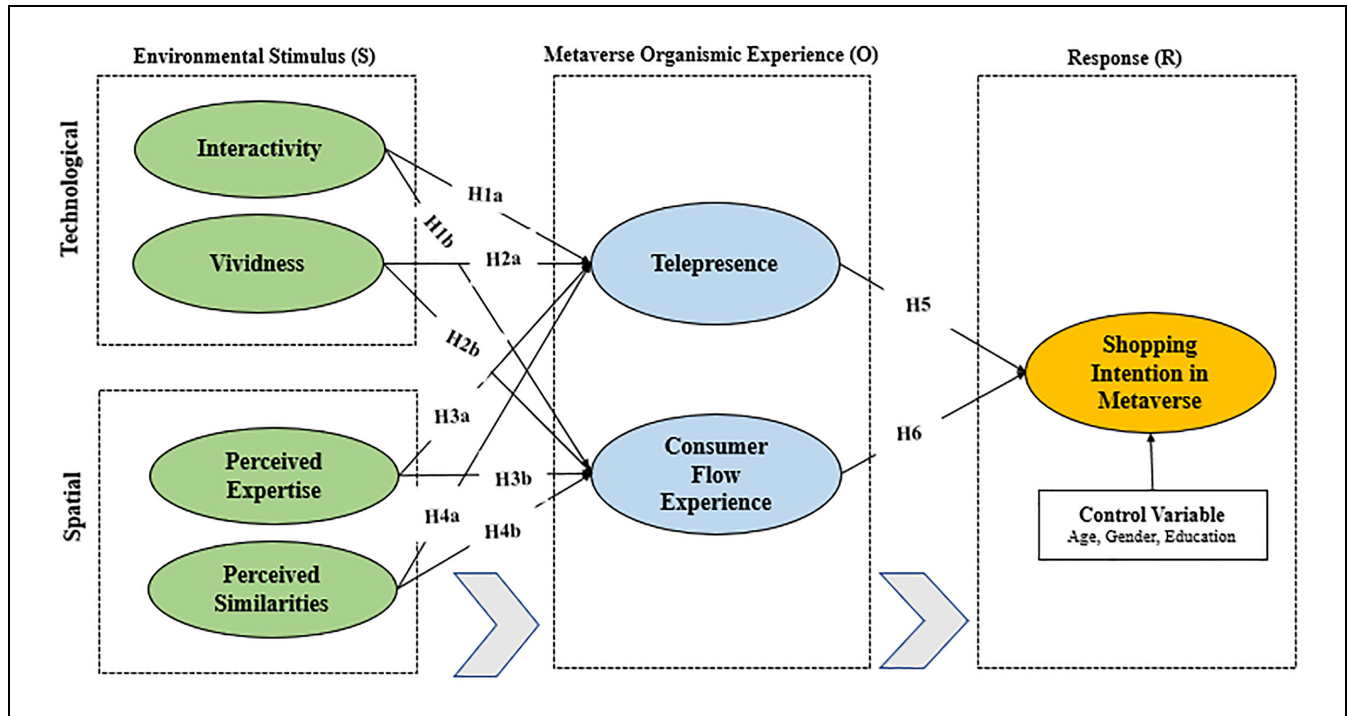 Environmental Stimulus (S)
Metaverse Organismic Experience (O)
Response (R)
Technological
Interactivity
Vividness
Spatial
Perceived
Expertise
Perceived
Similarities
H1a
H1b
H2a
H2b
H3a
H3b
H4a
H4b
Telepresence
Consumer
Flow
Experience
H5
H6
Shopping
Intention in
Metaverse
Control Variable
Age, Gender, Education